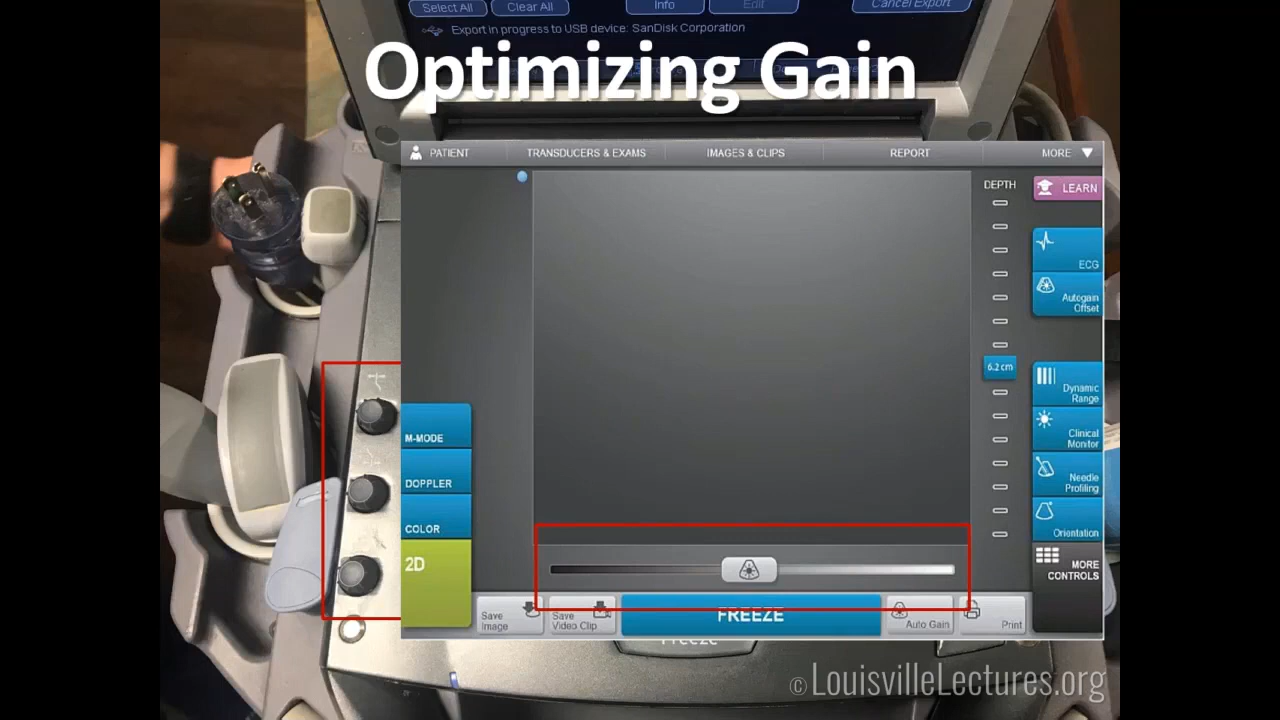 Select All
Clear All
Info
Edit
Cancel Export
Export in progress to USB device: SanDisk Corporation
Optimizing Gain
PATIENT
TRANSDUCERS & EXAMS
IMAGES & CLIPS
REPORT
MORE
DEPTH
LEARN
ECG
Autogain
Offset
6.2 cm
Dynamic
Range
M-MODE
Clinical
Monitor
DOPPLER
Needle
Profiling
COLOR
Orientation
2D
MORE
CONTROLS
Save
Image
Save
Video Clip
FREEZE
Auto Gain
Print
Freeze
© LouisvilleLectures.org